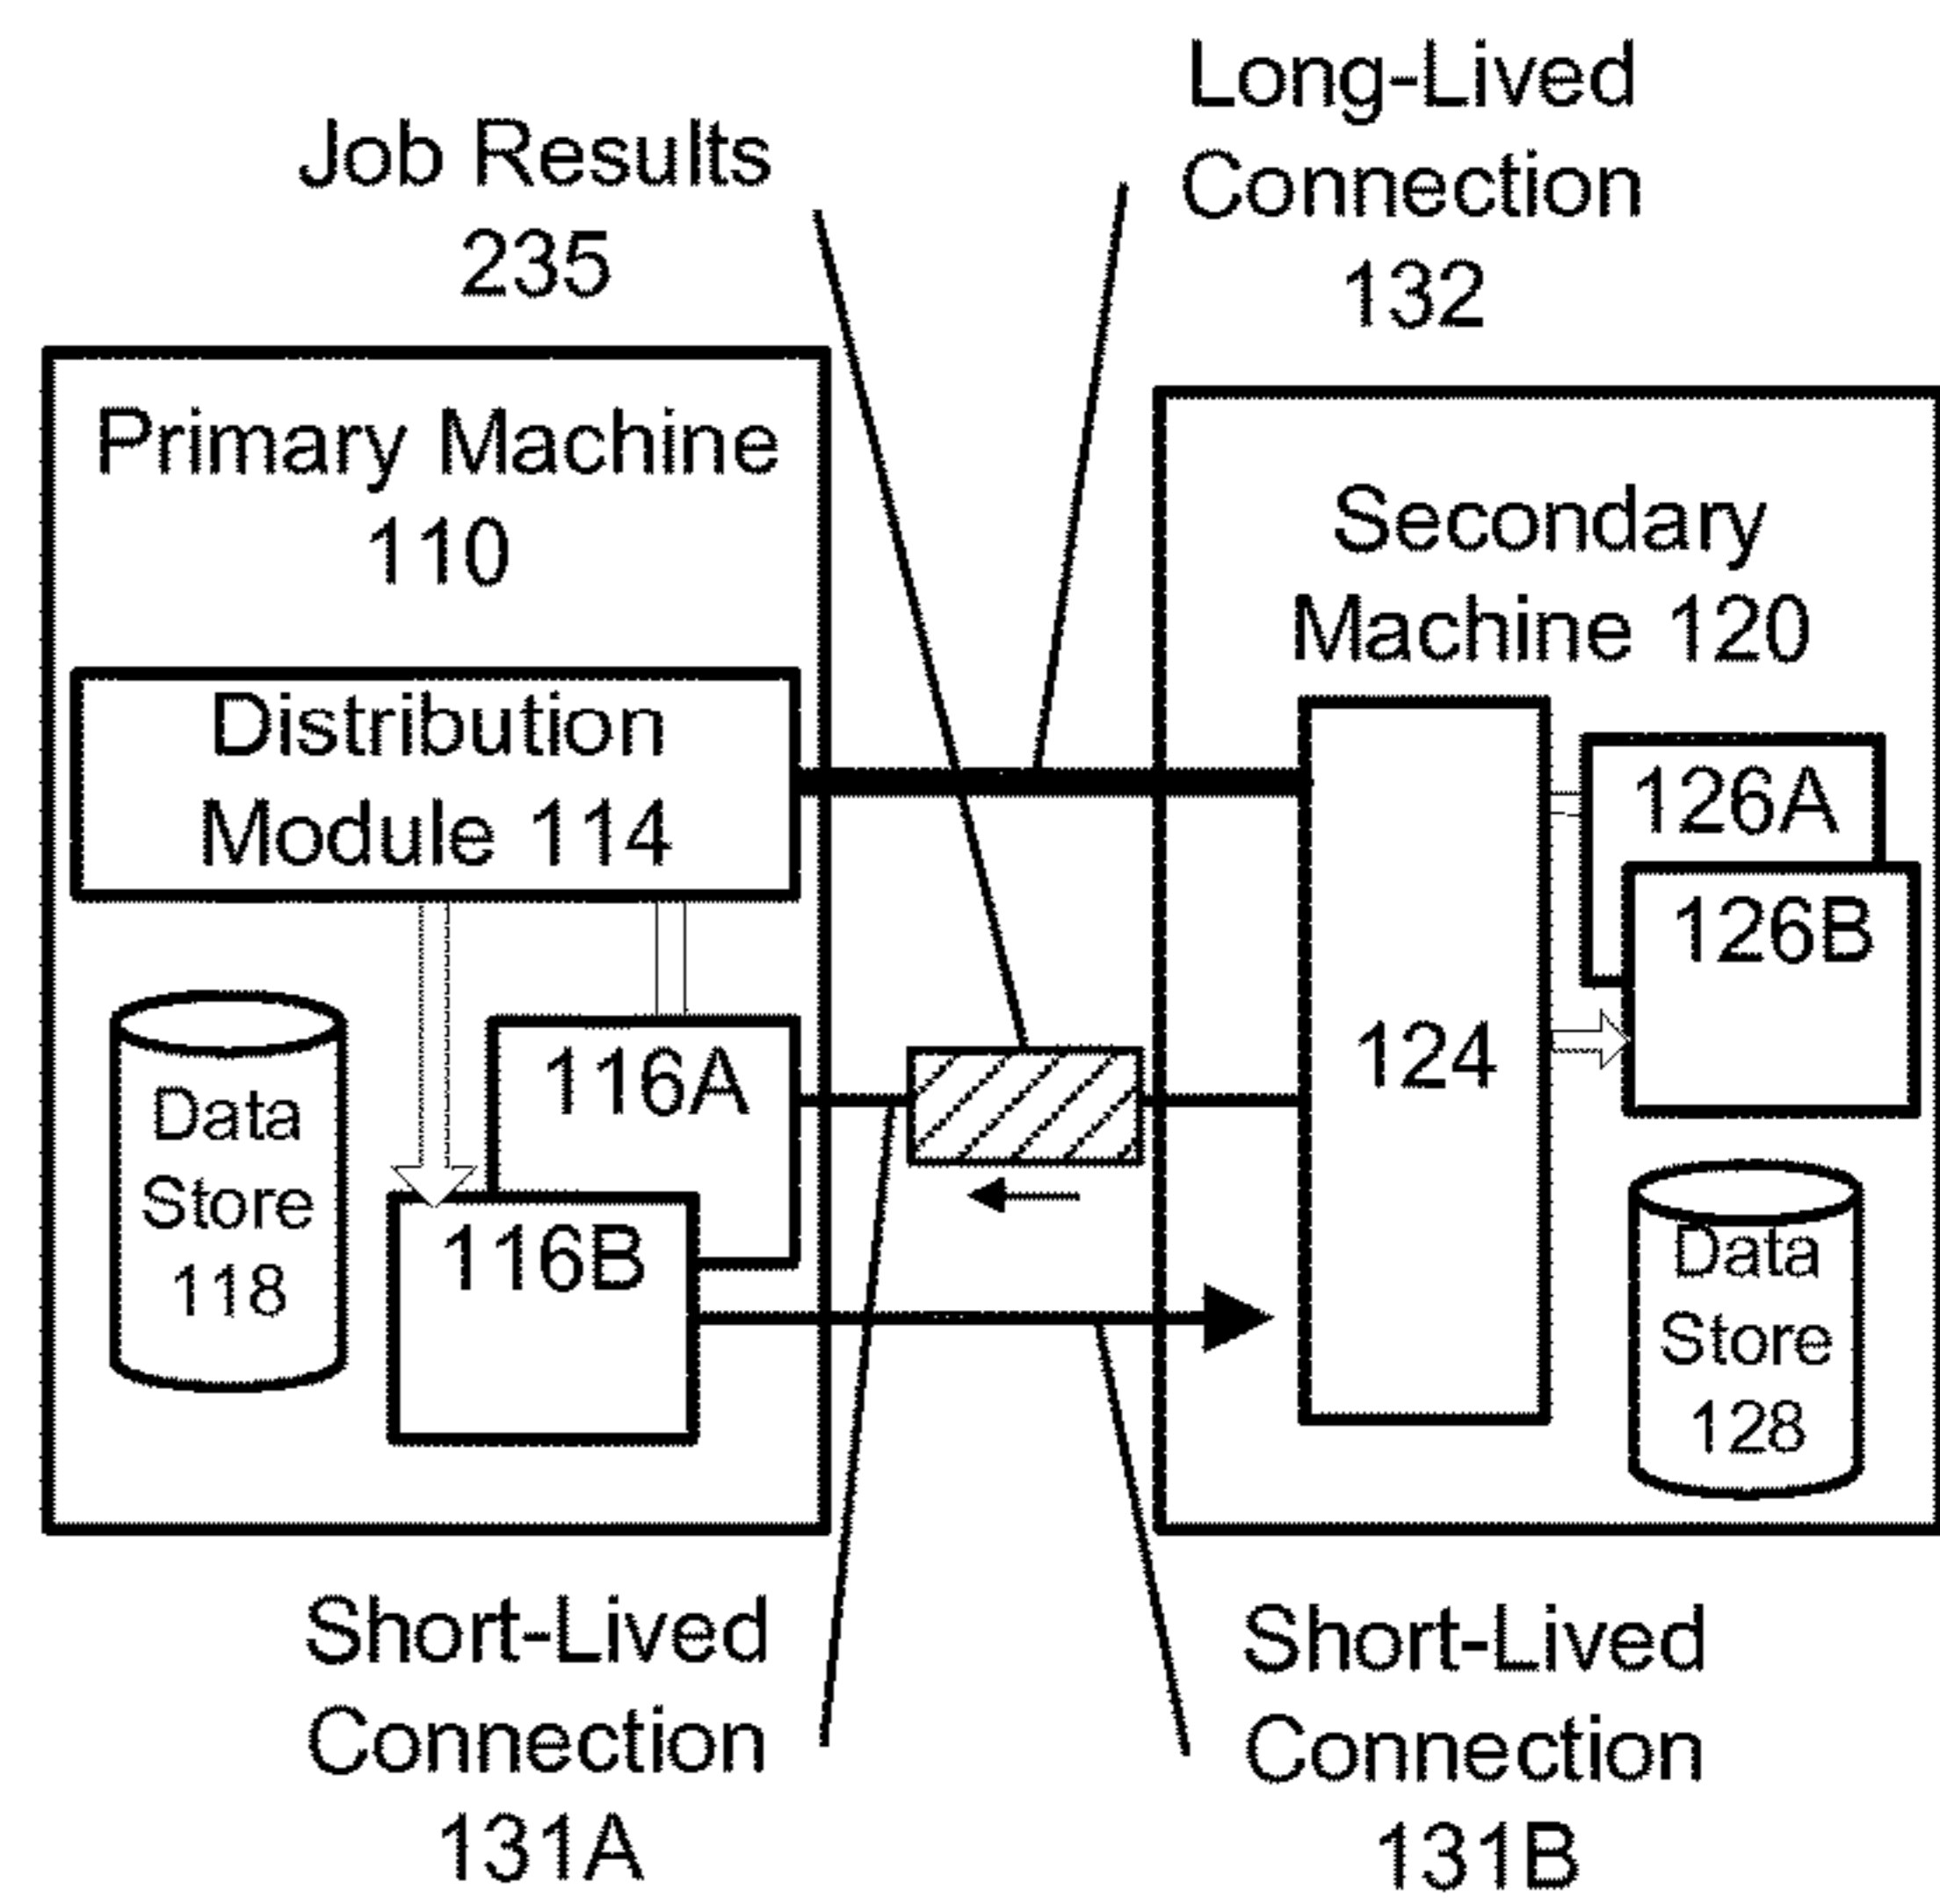 Job Results
235
Long-Lived
Connection
132
Primary Machine
110
Distribution
Module 114
Data
Store
118
116A
116B
Secondary
Machine 120
124
126A
126B
Data
Store
128
Short-Lived
Connection
131A
Short-Lived
Connection
131B